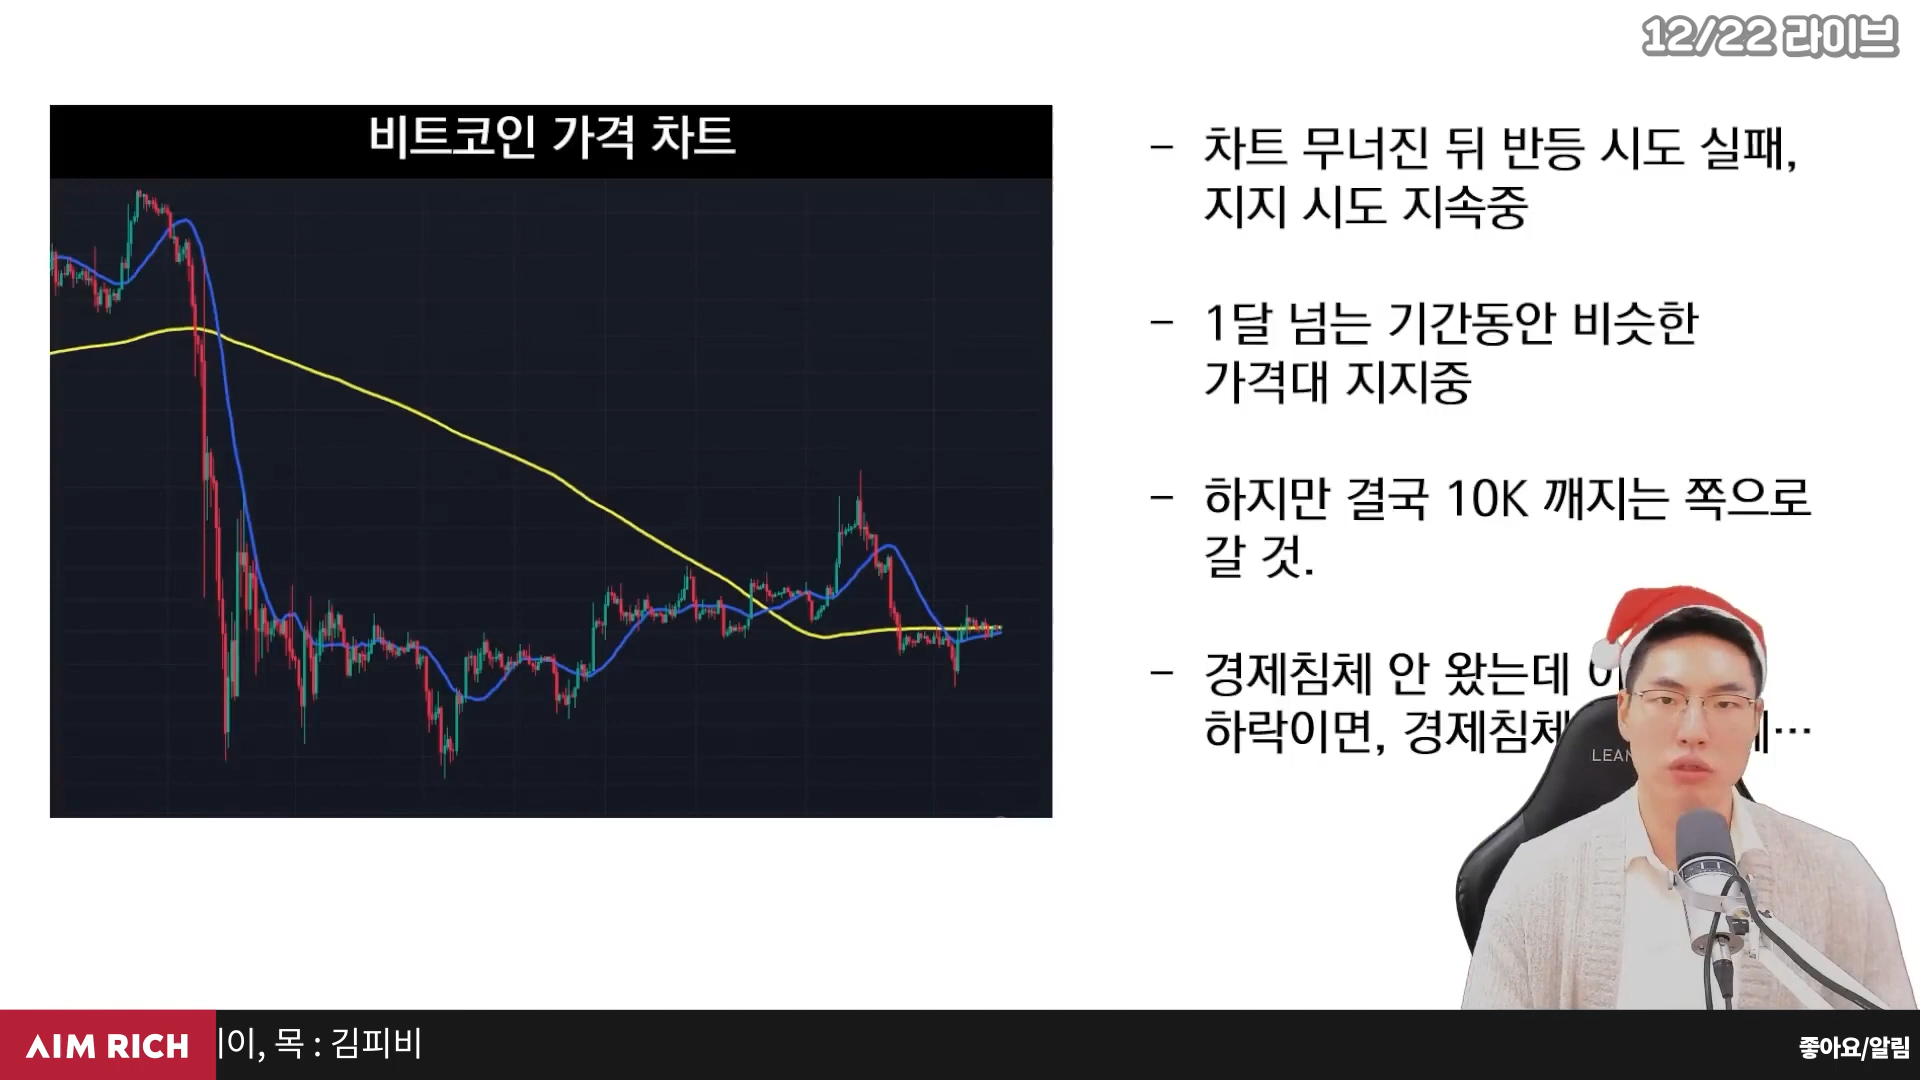 12/22 라이브
비트코인 가격 차트
- 차트 무너진 뒤 반등 시도 실패,
지지 시도 지속중
- 1달 넘는 기간동안 비슷한
가격대 지지중
- 하지만 결국 10K 깨지는 쪽으로
갈 것.
- 경제침체 안 왔는데
하락이면, 경제침체
…
AIM RICH
이, 목 : 김피비
좋아요/알림